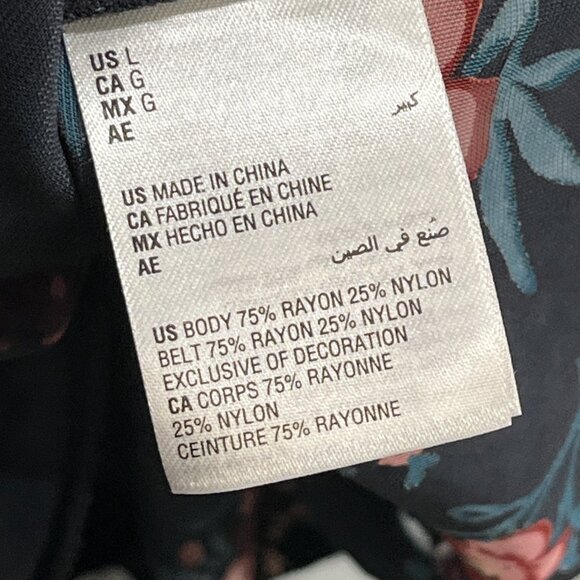 US L
CA G
MX G
AE
كبير
US MADE IN CHINA
CA FABRIQUÉ EN CHINE
MX HECHO EN CHINA
AE
صُنع في الصين
US BODY 75% RAYON 25% NYLON
BELT 75% RAYON 25% NYLON
EXCLUSIVE OF DECORATION
CA CORPS 75% RAYONNE
25% NYLON
CEINTURE 75% RAYONNE